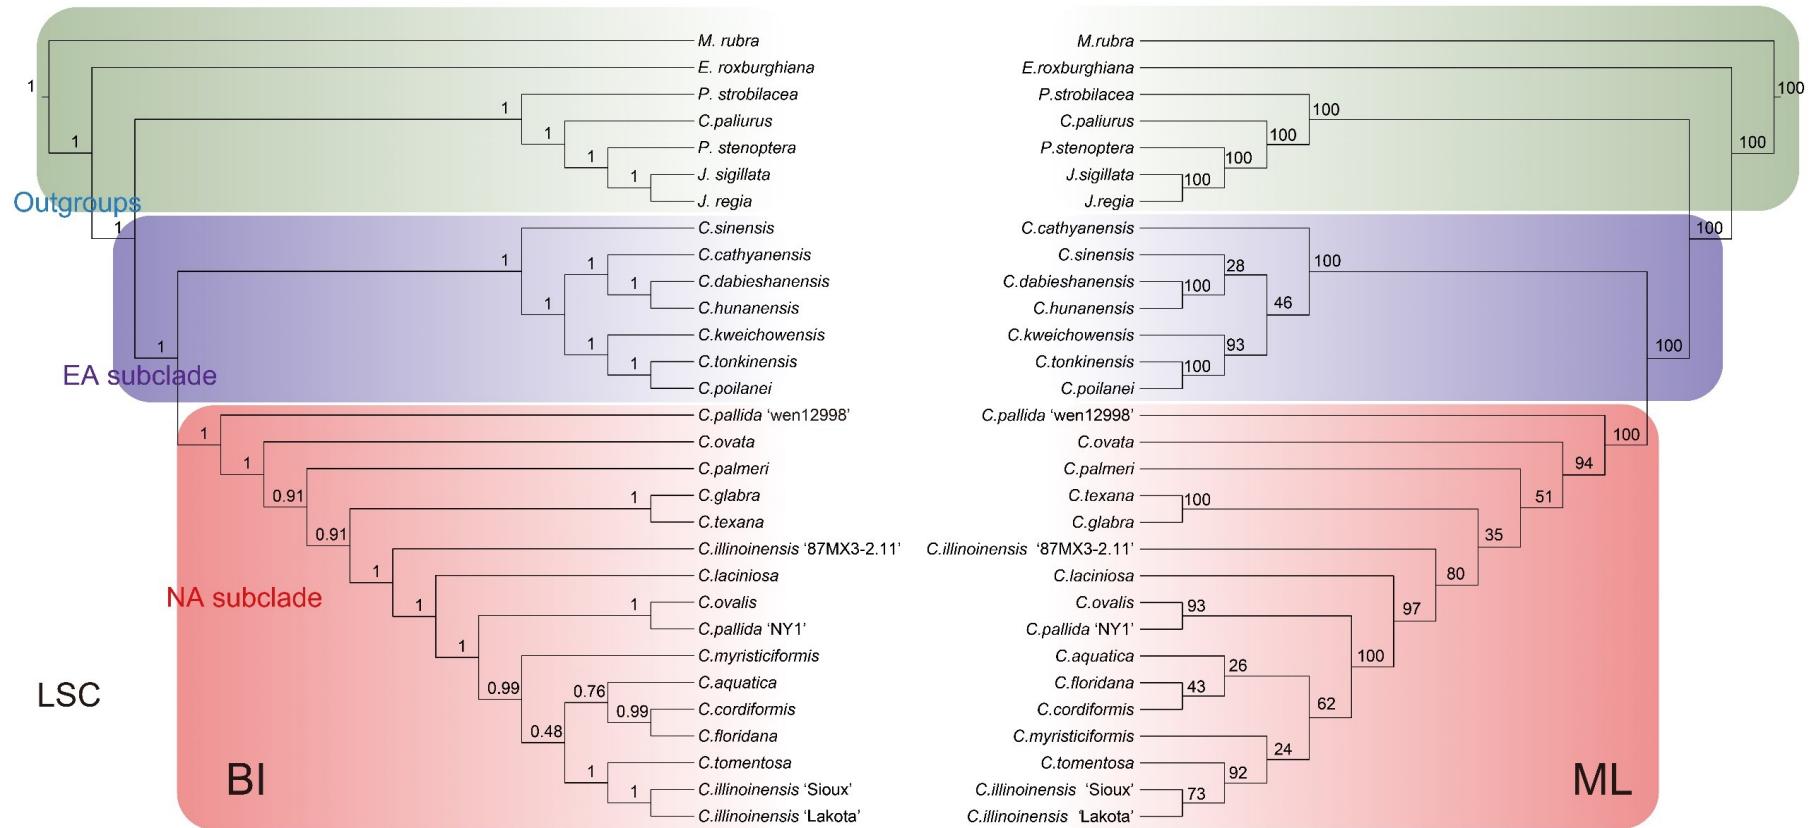 M. rubra
M.rubra
1
100
E. roxburghiana
E.roxburghiana
P. strobilacea
P.strobilacea
1
100
C.paliurus
C.paliurus
1
1
100
100
P. stenoptera
P.stenoptera
1
100
J. sigillata
J.sigillata
1
100
J. regia
J.regia
Outgroups
1
100
C.sinensis
C.cathyanensis
C.cathyanensis
C.sinensis
1
1
28
100
C.dabieshanensis
C.dabieshanensis
1
100
C.hunanensis
C.hunanensis
1
46
C.kweichowensis
C.kweichowensis
1
1
93
100
C.tonkinensis
C.tonkinensis
1
100
EA subclade
C.poilanei
C.poilanei
C.pallida ‘wen12998’
C.pallida ‘wen12998’
1
100
C.ovata
C.ovata
1
94
C.palmeri
C.palmeri
0.91
51
C.glabra
C.texana
1
100
C.texana
C.glabra
0.91
35
C.illinoinensis ‘87MX3-2.11’
C.illinoinensis ‘87MX3-2.11’
1
80
C.laciniosa
C.laciniosa
NA subclade
1
97
C.ovalis
C.ovalis
1
93
C.pallida ‘NY1’
C.pallida ‘NY1’
1
100
C.myristiciformis
C.aquatica
26
C.aquatica
C.floridana
0.99
0.76
43
LSC
C.cordiformis
C.cordiformis
0.99
62
C.floridana
C.myristiciformis
0.48
24
C.tomentosa
C.tomentosa
1
92
C.illinoinensis ‘Sioux’
C.illinoinensis ‘Sioux’
1
73
C.illinoinensis ‘Lakota’
C.illinoinensis ‘Lakota’
BI
ML